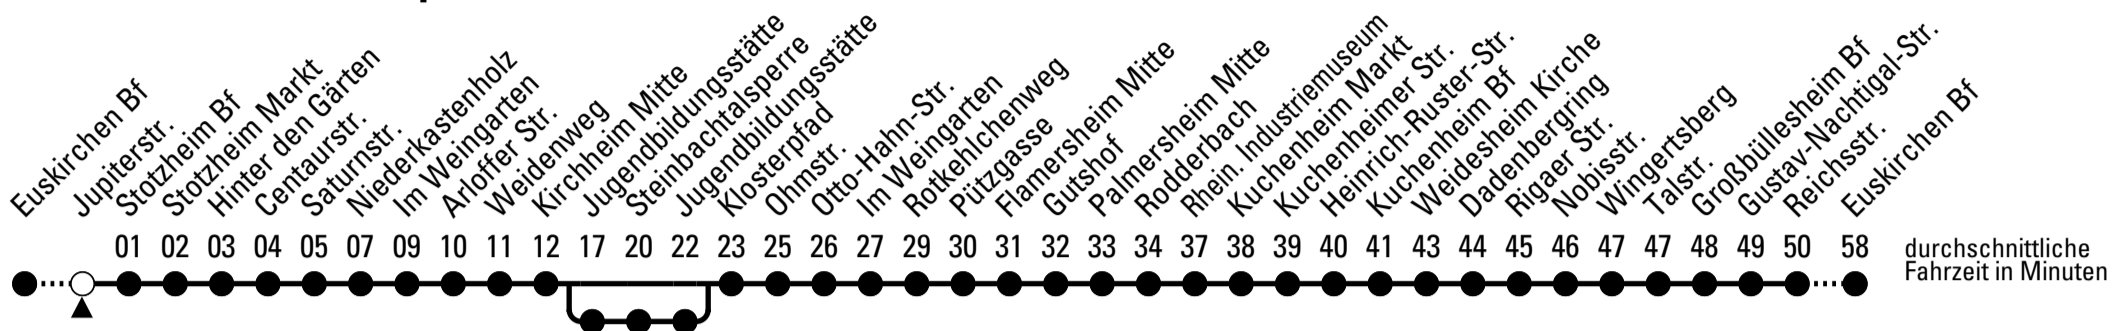 Euskirchen Bf
Jupiterstr.
Stotzheim Bf
Stotzheim Markt
Hinter den Gärten
Centaurstr.
Saturnstr.
Niederkastenholz
Im Weingarten
Arloffer Str.
Weidenweg
Kirchheim Mitte
Jugendbildungsstätte
Steinbachtalsperre
Jugendbildungsstätte
Klosterpfad
Ohmstr.
Otto-Hahn-Str.
Im Weingarten
Rotkehlchenweg
Pützgasse
Flamersheim Mitte
Gutshof
Palmersheim Mitte
Rodderbach
Rhein. Industriemuseum
Kuchenheim Markt
Kuchenheimer Str.
Heinrich-Ruster-Str.
Kuchenheim Bf
Weidesheim Kirche
Dadenbergring
Rigaer Str.
Nobisstr.
Wingertsberg
Talstr.
Großbüllesheim Bf
Gustav-Nachtigal-Str.
Reichsstr.
Euskirchen Bf
01 02 03 04 05 07 09 10 11 12 17 20 22 23 25 26 27 29 30 31 32 33 34 37 38 39 40 41 43 44 45 46 47 47 48 49 50 58
durchschnittliche
Fahrzeit in Minuten